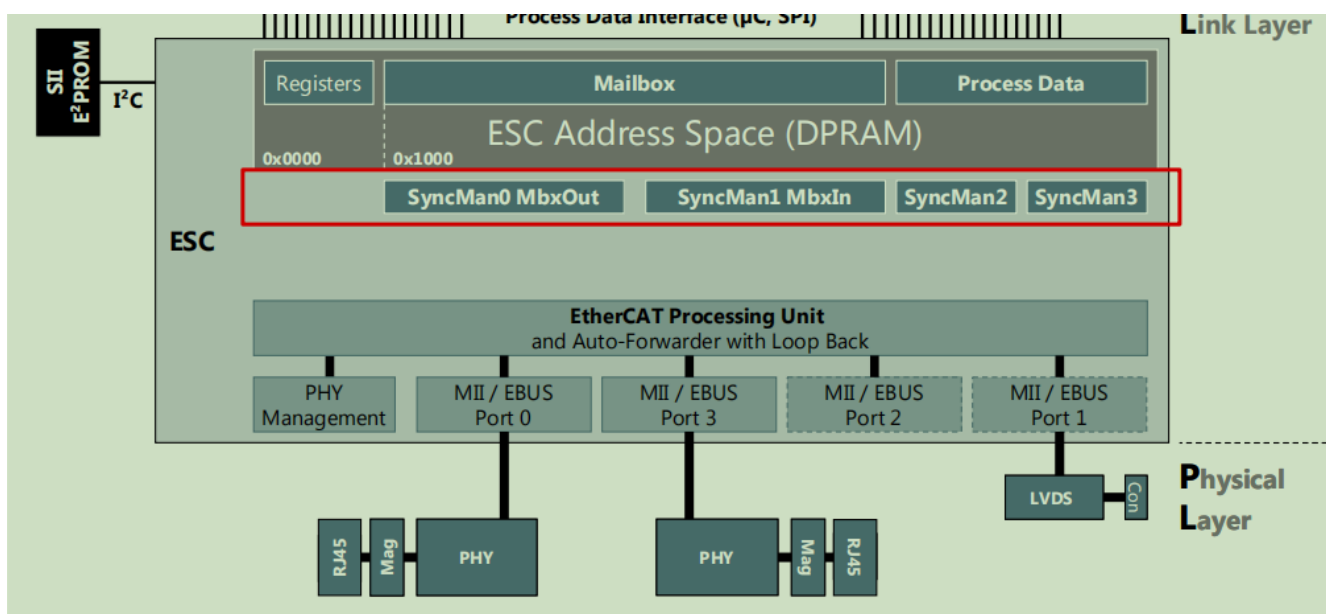 Process Data Interface (µC, SPI)
Link Layer
SII
E²PROM
I²C
Registers
Mailbox
Process Data
ESC Address Space (DPRAM)
0x0000
0x1000
SyncMan0 MbxOut
SyncMan1 MbxIn
SyncMan2
SyncMan3
ESC
EtherCAT Processing Unit
and Auto-Forwarder with Loop Back
PHY
Management
MII / EBUS
Port 0
MII / EBUS
Port 3
MII / EBUS
Port 2
MII / EBUS
Port 1
Physical
Layer
LVDS
Con
RJ45
Mag
PHY
PHY
Mag
RJ45